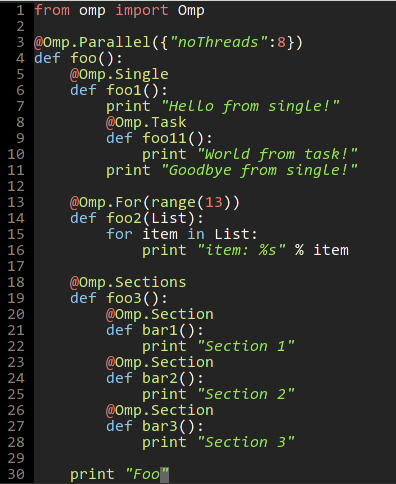 1 from omp import Omp
2
3 @Omp.Parallel({"noThreads":8})
4 def foo():
5     @Omp.Single
6     def foo1():
7         print "Hello from single!"
8         @Omp.Task
9         def foo11():
10             print "World from task!"
11         print "Goodbye from single!"
12
13     @Omp.For(range(13))
14     def foo2(List):
15         for item in List:
16             print "item: %s" % item
17
18     @Omp.Sections
19     def foo3():
20         @Omp.Section
21         def bar1():
22             print "Section 1"
23         @Omp.Section
24         def bar2():
25             print "Section 2"
26         @Omp.Section
27         def bar3():
28             print "Section 3"
29
30     print "Foo"